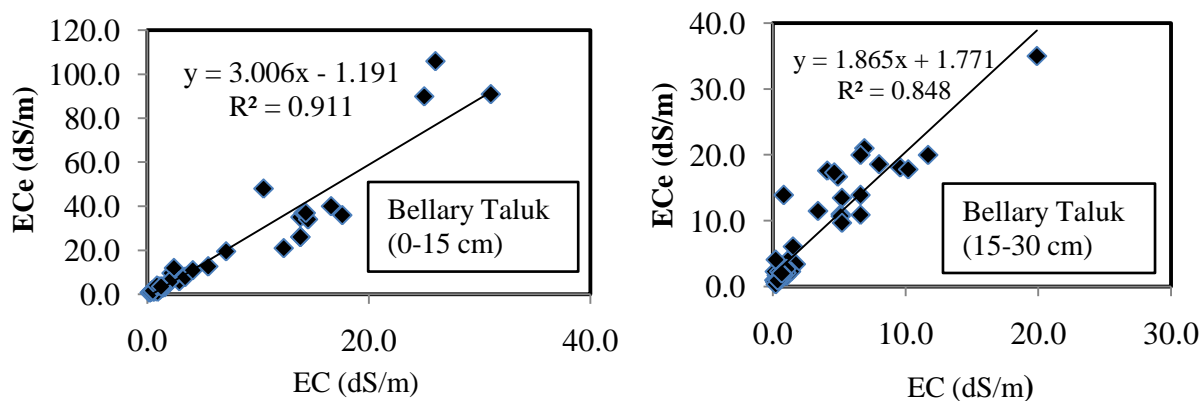 120.0
100.0
80.0
60.0
40.0
20.0
0.0
ECe (dS/m)
y = 3.006x - 1.191
R² = 0.911
Bellary Taluk
(0-15 cm)
0.0 20.0 40.0
EC (dS/m)
40.0
30.0
20.0
10.0
0.0
ECe (dS/m)
y = 1.865x + 1.771
R² = 0.848
Bellary Taluk
(15-30 cm)
0.0 10.0 20.0 30.0
EC (dS/m)